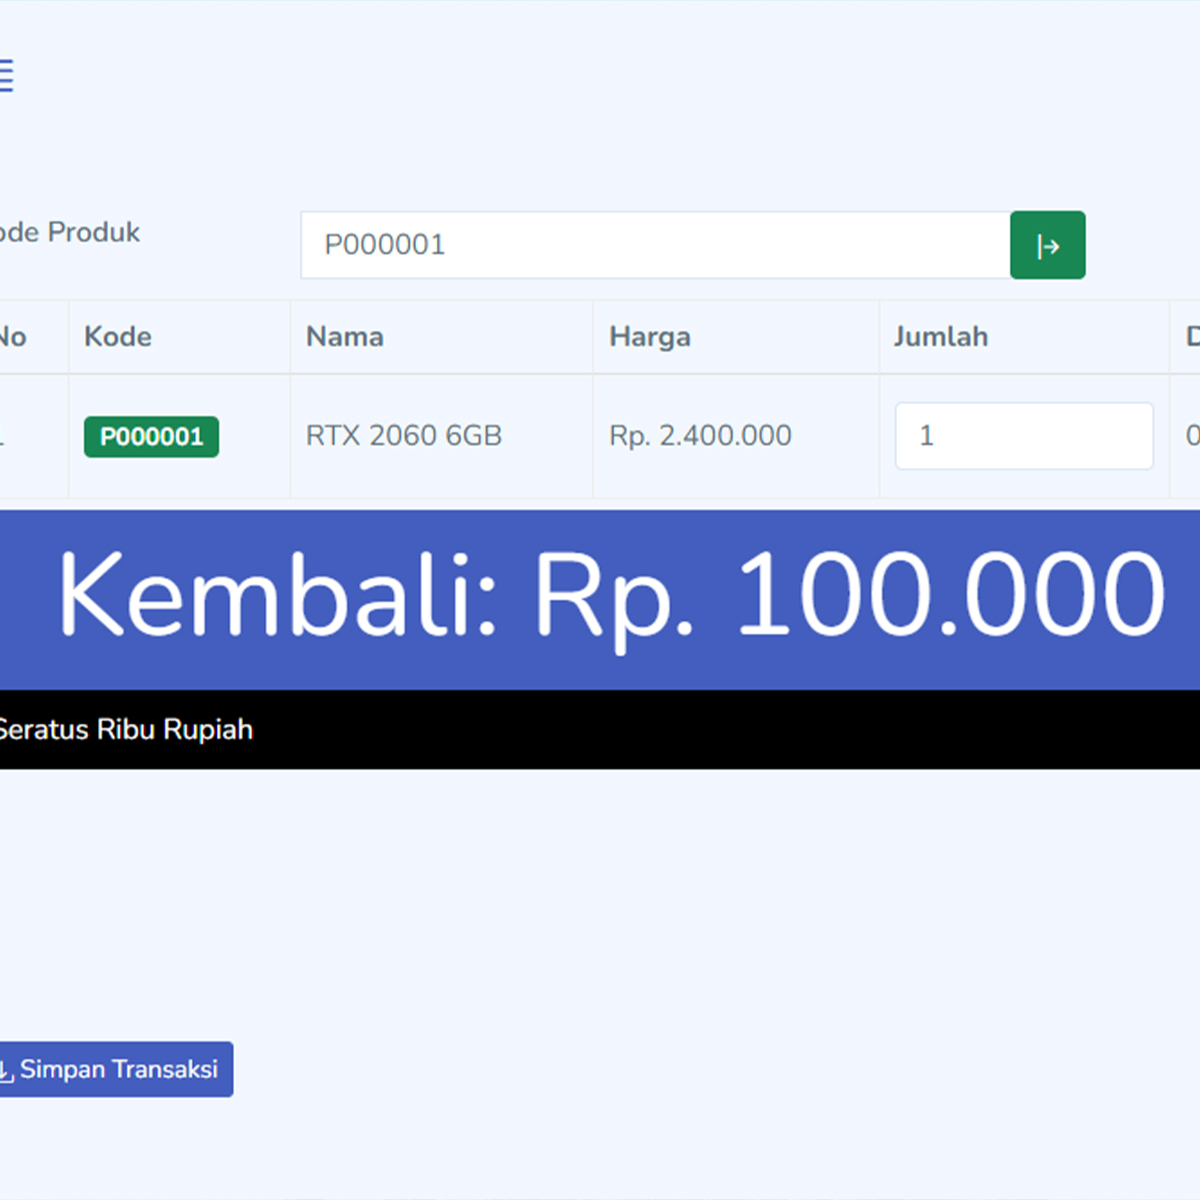 ode Produk
P000001
No Kode Nama Harga Jumlah
P000001 RTX 2060 6GB Rp. 2.400.000 1 0
Kembali: Rp. 100.000
Seratus Ribu Rupiah
Simpan Transaksi